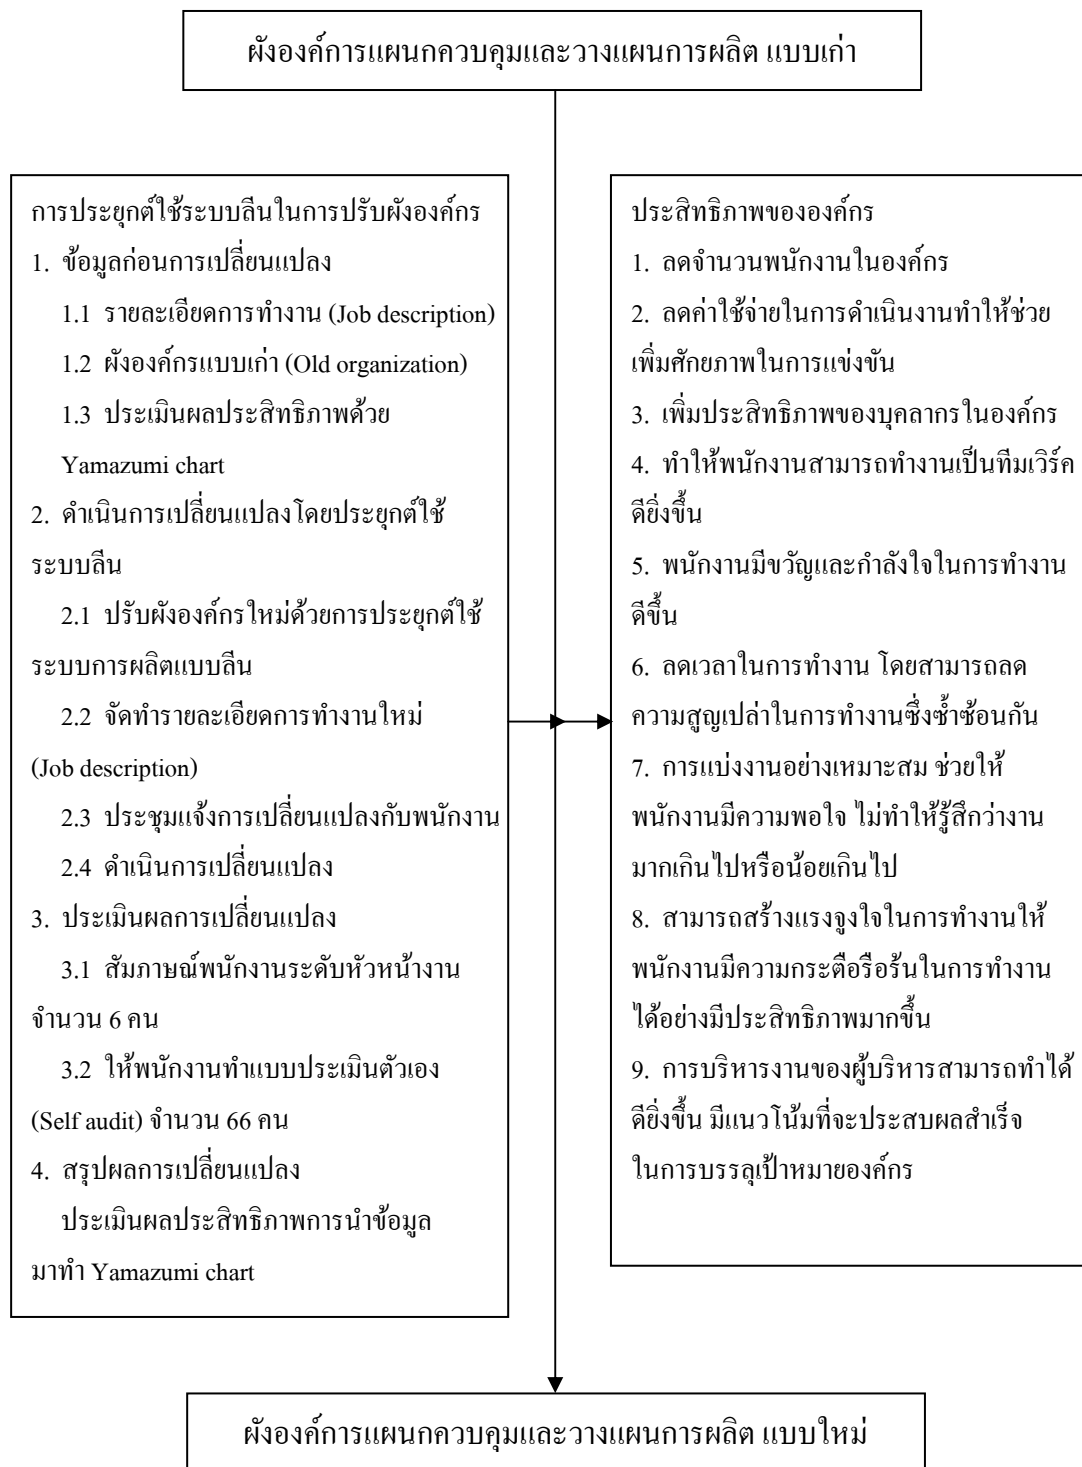 ผังองค์การแผนกควบคุมและวางแผนการผลิต แบบเก่า
การประยุกต์ใช้ระบบลีนในการปรับผังองค์กร
1. ข้อมูลก่อนการเปลี่ยนแปลง
1.1 รายละเอียดการทำงาน (Job description)
1.2 ผังองค์กรแบบเก่า (Old organization)
1.3 ประเมินผลประสิทธิภาพด้วย
Yamazumi chart
2. ดำเนินการเปลี่ยนแปลงโดยประยุกต์ใช้
ระบบลีน
2.1 ปรับผังองค์กรใหม่ด้วยการประยุกต์ใช้
ระบบการผลิตแบบลีน
2.2 จัดทำรายละเอียดการทำงานใหม่
(Job description)
2.3 ประชุมแจ้งการเปลี่ยนแปลงกับพนักงาน
2.4 ดำเนินการเปลี่ยนแปลง
3. ประเมินผลการเปลี่ยนแปลง
3.1 สัมภาษณ์พนักงานระดับหัวหน้างาน
จำนวน 6 คน
3.2 ให้พนักงานทำแบบประเมินตัวเอง
(Self audit) จำนวน 66 คน
4. สรุปผลการเปลี่ยนแปลง
ประเมินผลประสิทธิภาพการนำข้อมูล
มาทำ Yamazumi chart
ประสิทธิภาพขององค์กร
1. ลดจำนวนพนักงานในองค์กร
2. ลดค่าใช้จ่ายในการดำเนินงานทำให้ช่วย
เพิ่มศักยภาพในการแข่งขัน
3. เพิ่มประสิทธิภาพของบุคลากรในองค์กร
4. ทำให้พนักงานสามารถทำงานเป็นทีมเวิร์ค
ดียิ่งขึ้น
5. พนักงานมีขวัญและกำลังใจในการทำงาน
ดีขึ้น
6. ลดเวลาในการทำงาน โดยสามารถลด
ความสูญเปล่าในการทำงานซึ่งซ้ำซ้อนกัน
7. การแบ่งงานอย่างเหมาะสม ช่วยให้
พนักงานมีความพอใจ ไม่ทำให้รู้สึกว่างาน
มากเกินไปหรือน้อยเกินไป
8. สามารถสร้างแรงจูงใจในการทำงานให้
พนักงานมีความกระตือรือร้นในการทำงาน
ได้อย่างมีประสิทธิภาพมากขึ้น
9. การบริหารงานของผู้บริหารสามารถทำได้
ดียิ่งขึ้น มีแนวโน้มที่จะประสบผลสำเร็จ
ในการบรรลุเป้าหมายองค์กร
ผังองค์การแผนกควบคุมและวางแผนการผลิต แบบใหม่